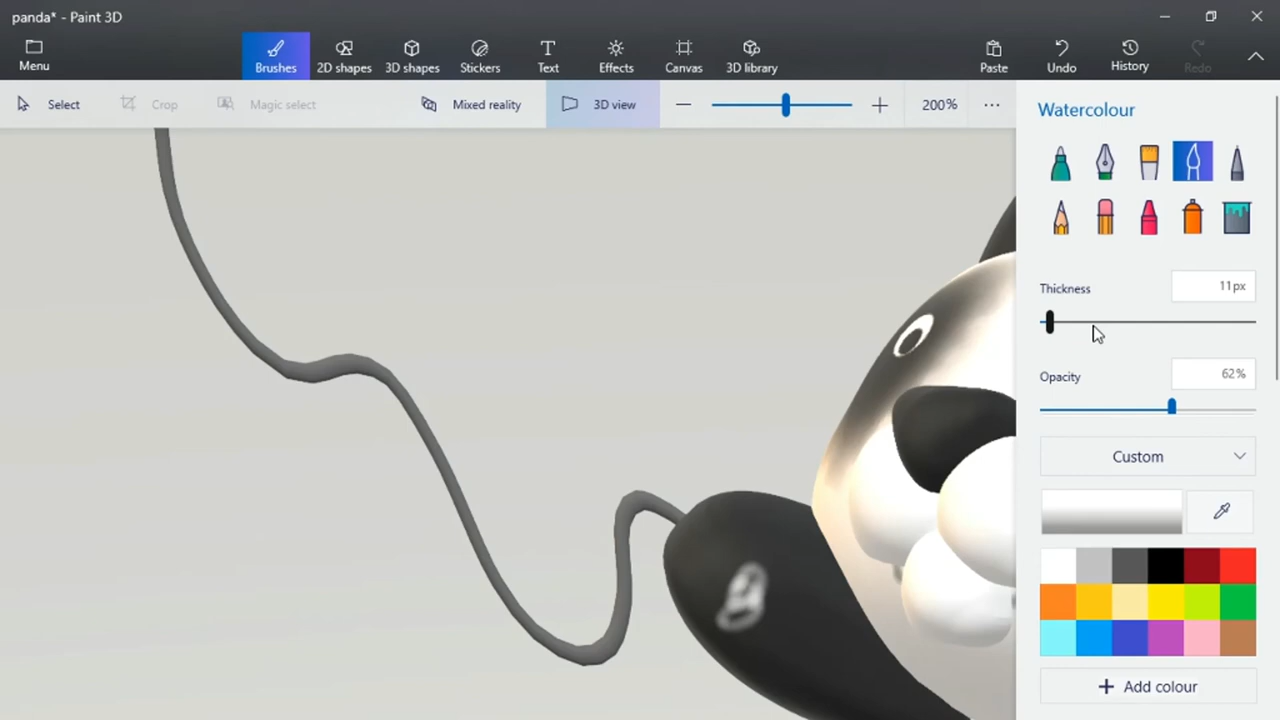 panda* - Paint 3D
Menu
Brushes
2D shapes
3D shapes
Stickers
Text
Effects
Canvas
3D library
Paste
Undo
History
Redo
Select
Crop
Magic select
Mixed reality
3D view
200%
Watercolour
Thickness
11px
Opacity
62%
Custom
+ Add colour